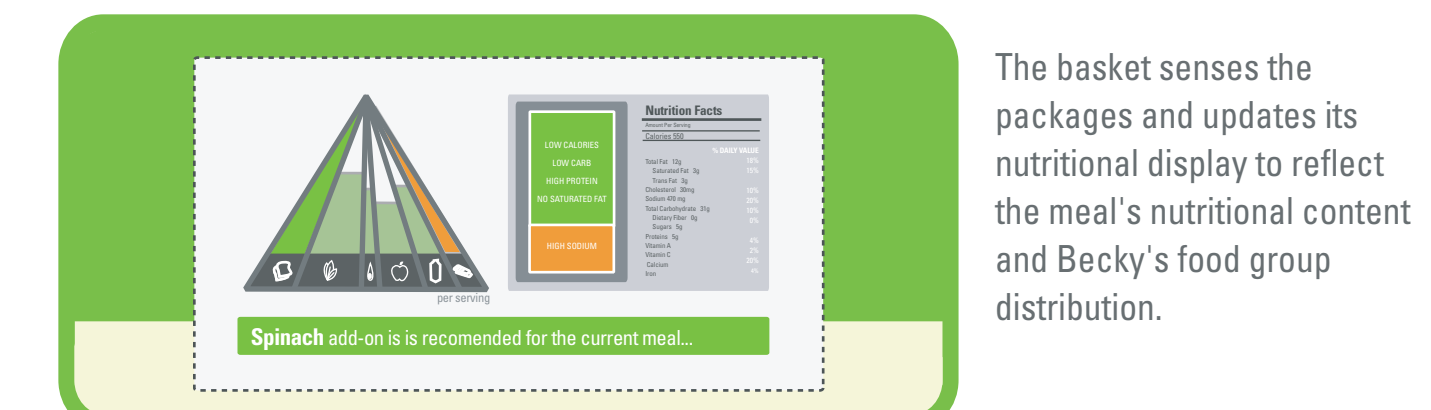 LOW CALORIES
LOW CARB
HIGH PROTEIN
NO SATURATED FAT
HIGH SODIUM
Nutrition Facts
Amount Per Serving
Calories 550
% DAILY VALUE
Total Fat 12g 18%
Saturated Fat 3g 15%
Trans Fat 3g
Cholesterol 30mg 10%
Sodium 470 mg 20%
Total Carbohydrate 31g 10%
Dietary Fiber 0g 0%
Sugars 5g
Proteins 5g
Vitamin A 4%
Vitamin C 2%
Calcium 20%
Iron 4%
per serving
Spinach add-on is is recomended for the current meal...
The basket senses the
packages and updates its
nutritional display to reflect
the meal's nutritional content
and Becky's food group
distribution.